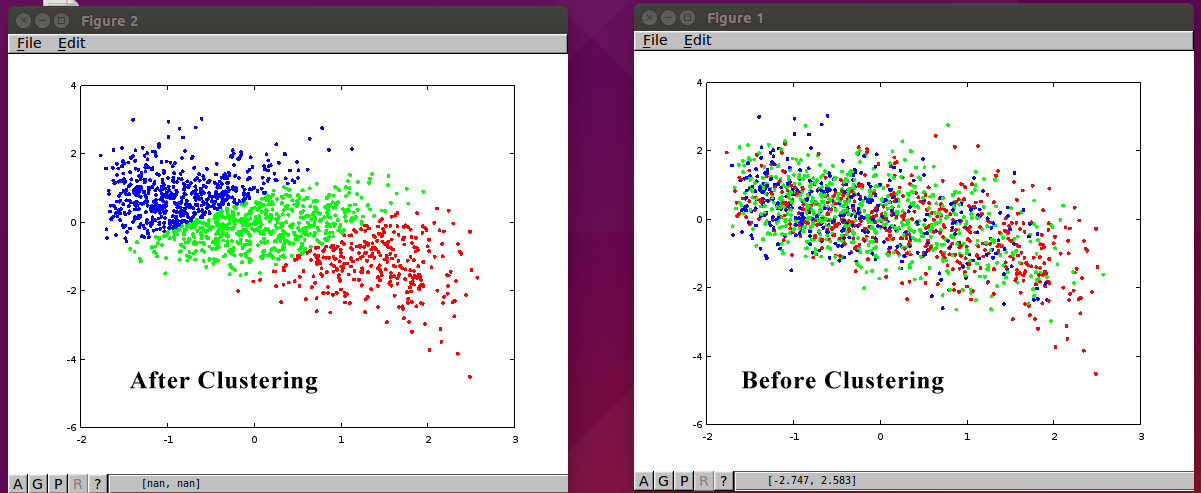 Figure 2
File Edit
4
2
0
-2
-4
-6
-2 -1 0 1 2 3
After Clustering
A G P R ? [nan, nan]
Figure 1
File Edit
4
2
0
-2
-4
-6
-2 -1 0 1 2 3
Before Clustering
A G P R ? [-2.747, 2.583]